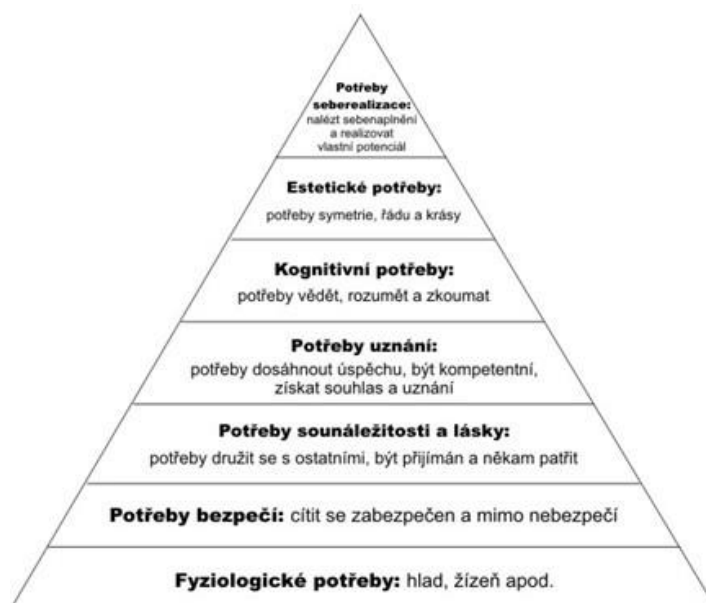 Potřeby
seberealizace:
nalézt sebenaplnění
a realizovat
vlastní potenciál
Estetické potřeby:
potřeby symetrie, řádu a krásy
Kognitivní potřeby:
potřeby vědět, rozumět a zkoumat
Potřeby uznání:
potřeby dosáhnout úspěchu, být kompetentní,
získat souhlas a uznání
Potřeby sounáležitosti a lásky:
potřeby družit se s ostatními, být přijímán a někam patřit
Potřeby bezpečí: cítit se zabezpečen a mimo nebezpečí
Fyziologické potřeby: hlad, žízeň apod.